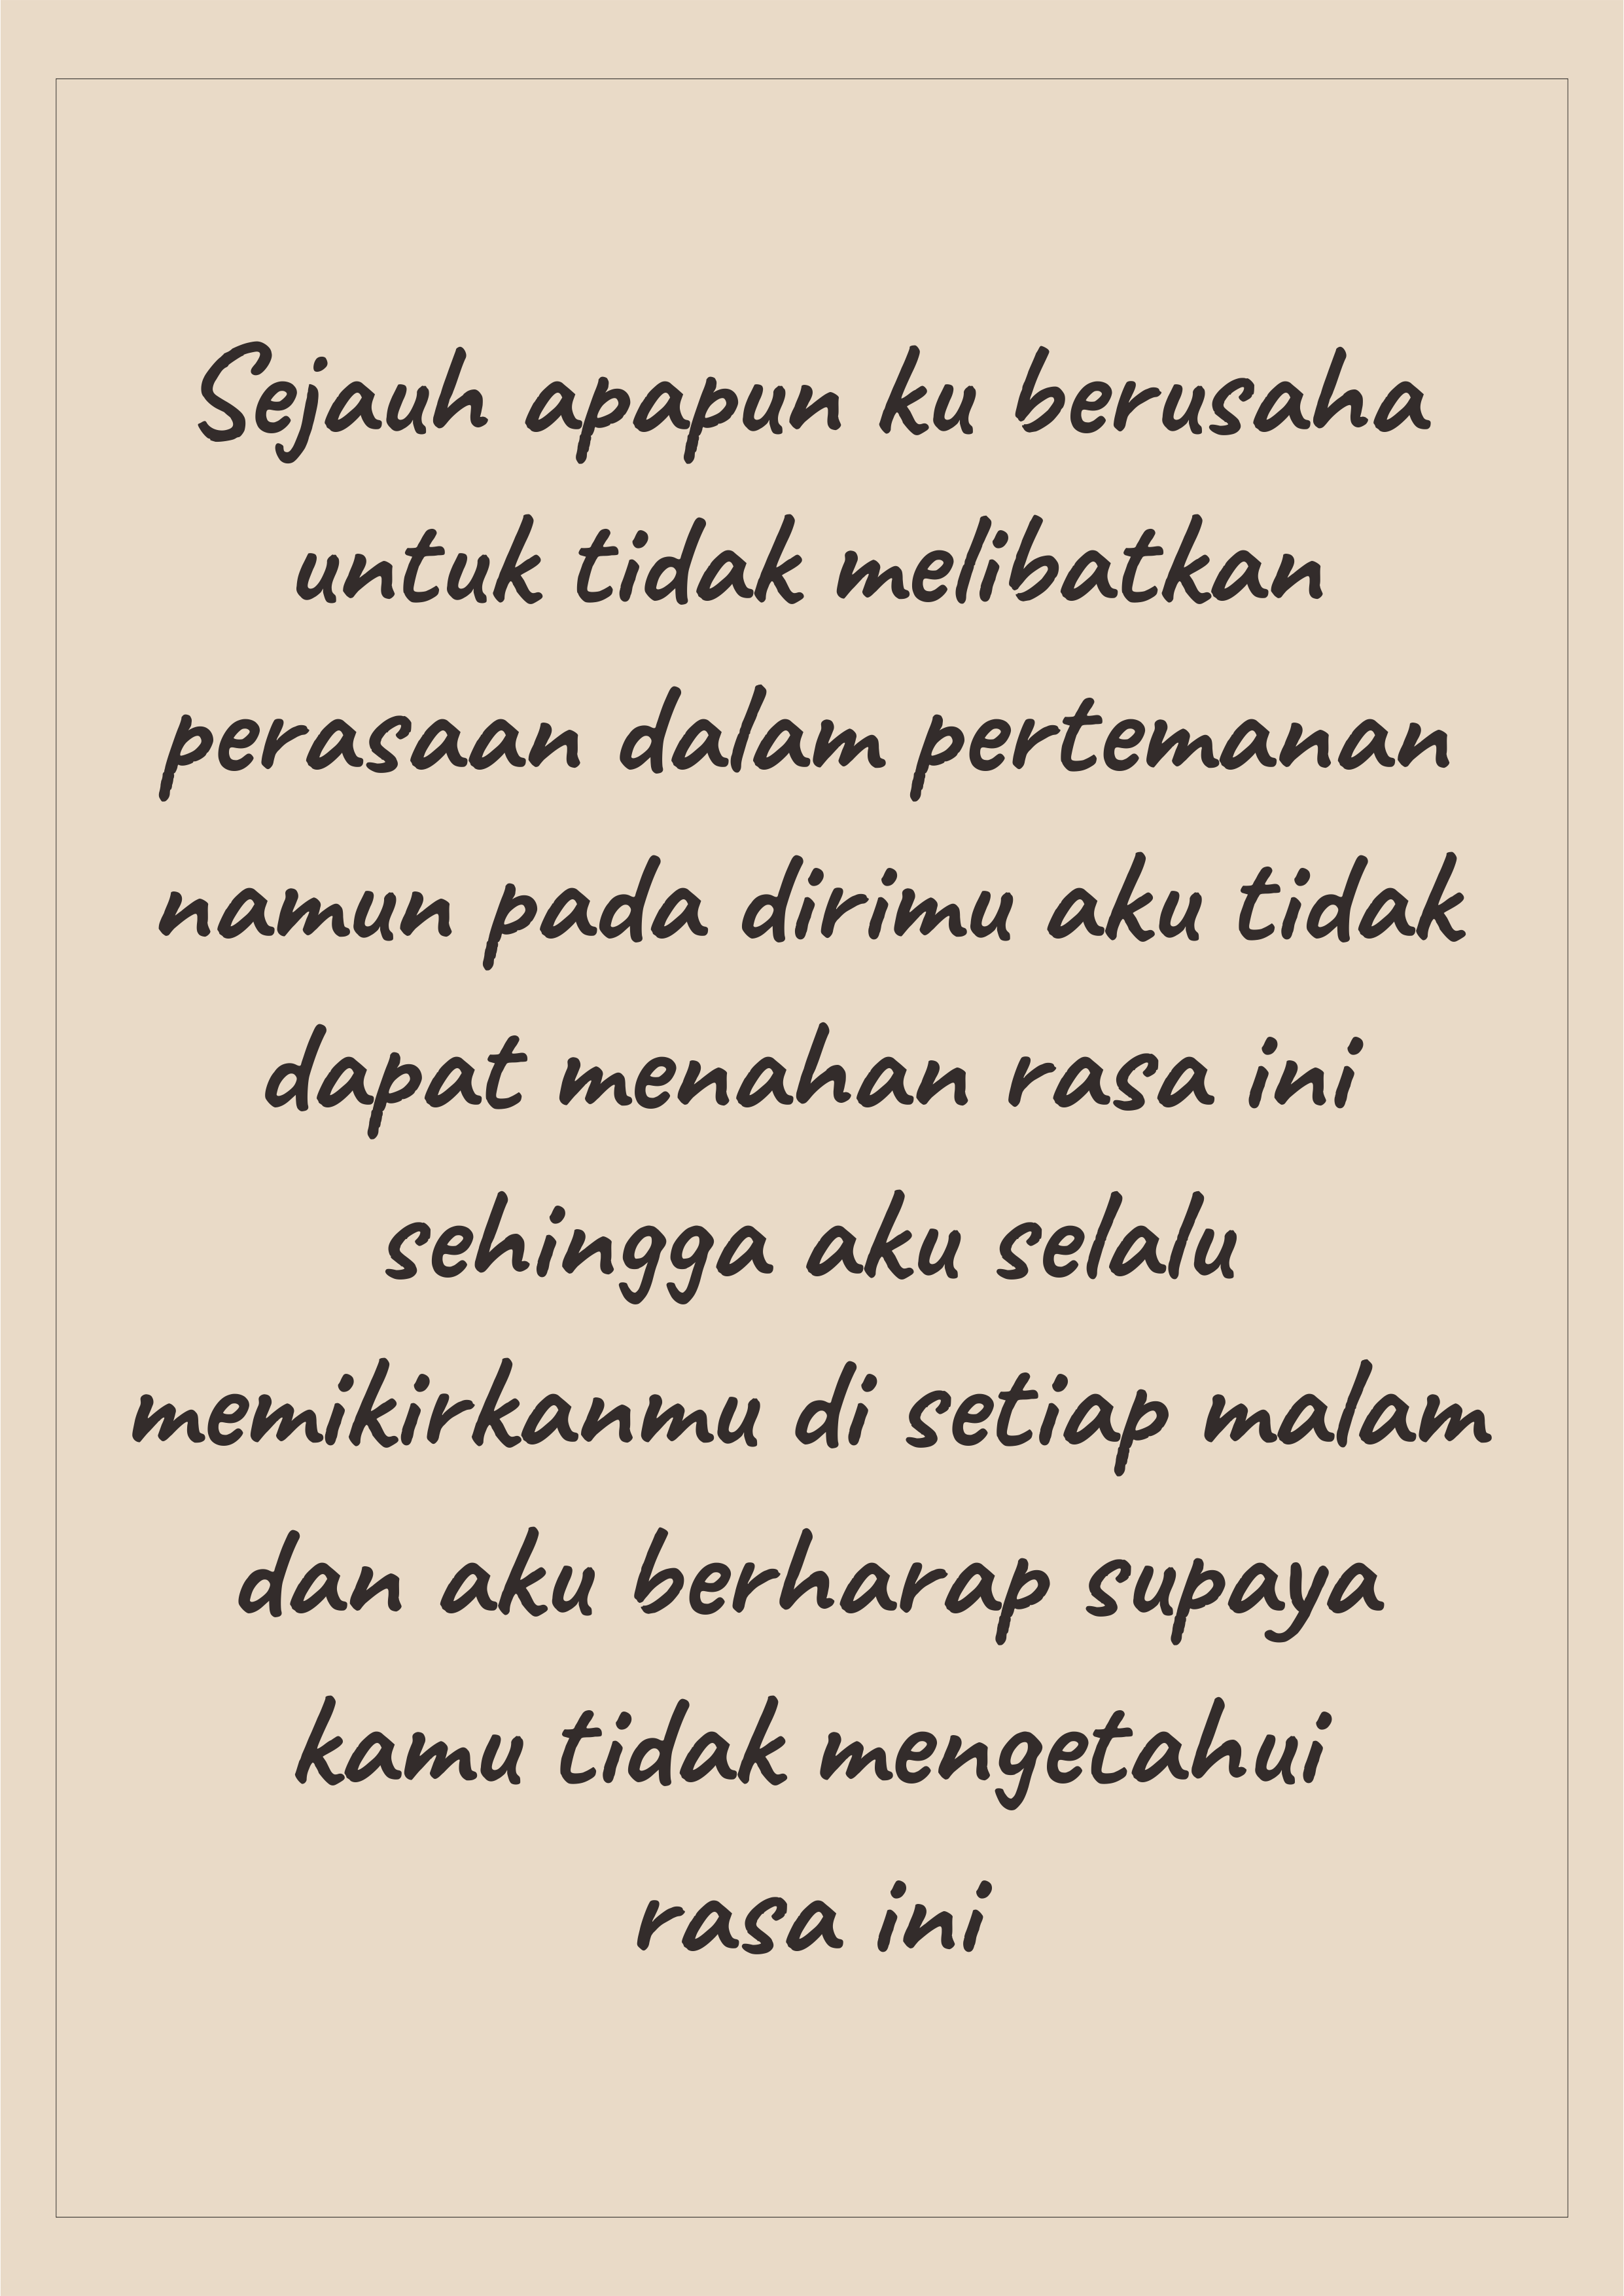 Sejauh apapun ku berusaha
untuk tidak melibatkan
perasaan dalam pertemanan
namun pada dirimu aku tidak
dapat menahan rasa ini
sehingga aku selalu
memikirkanmu di setiap malam
dan aku berharap supaya
kamu tidak mengetahui
rasa ini